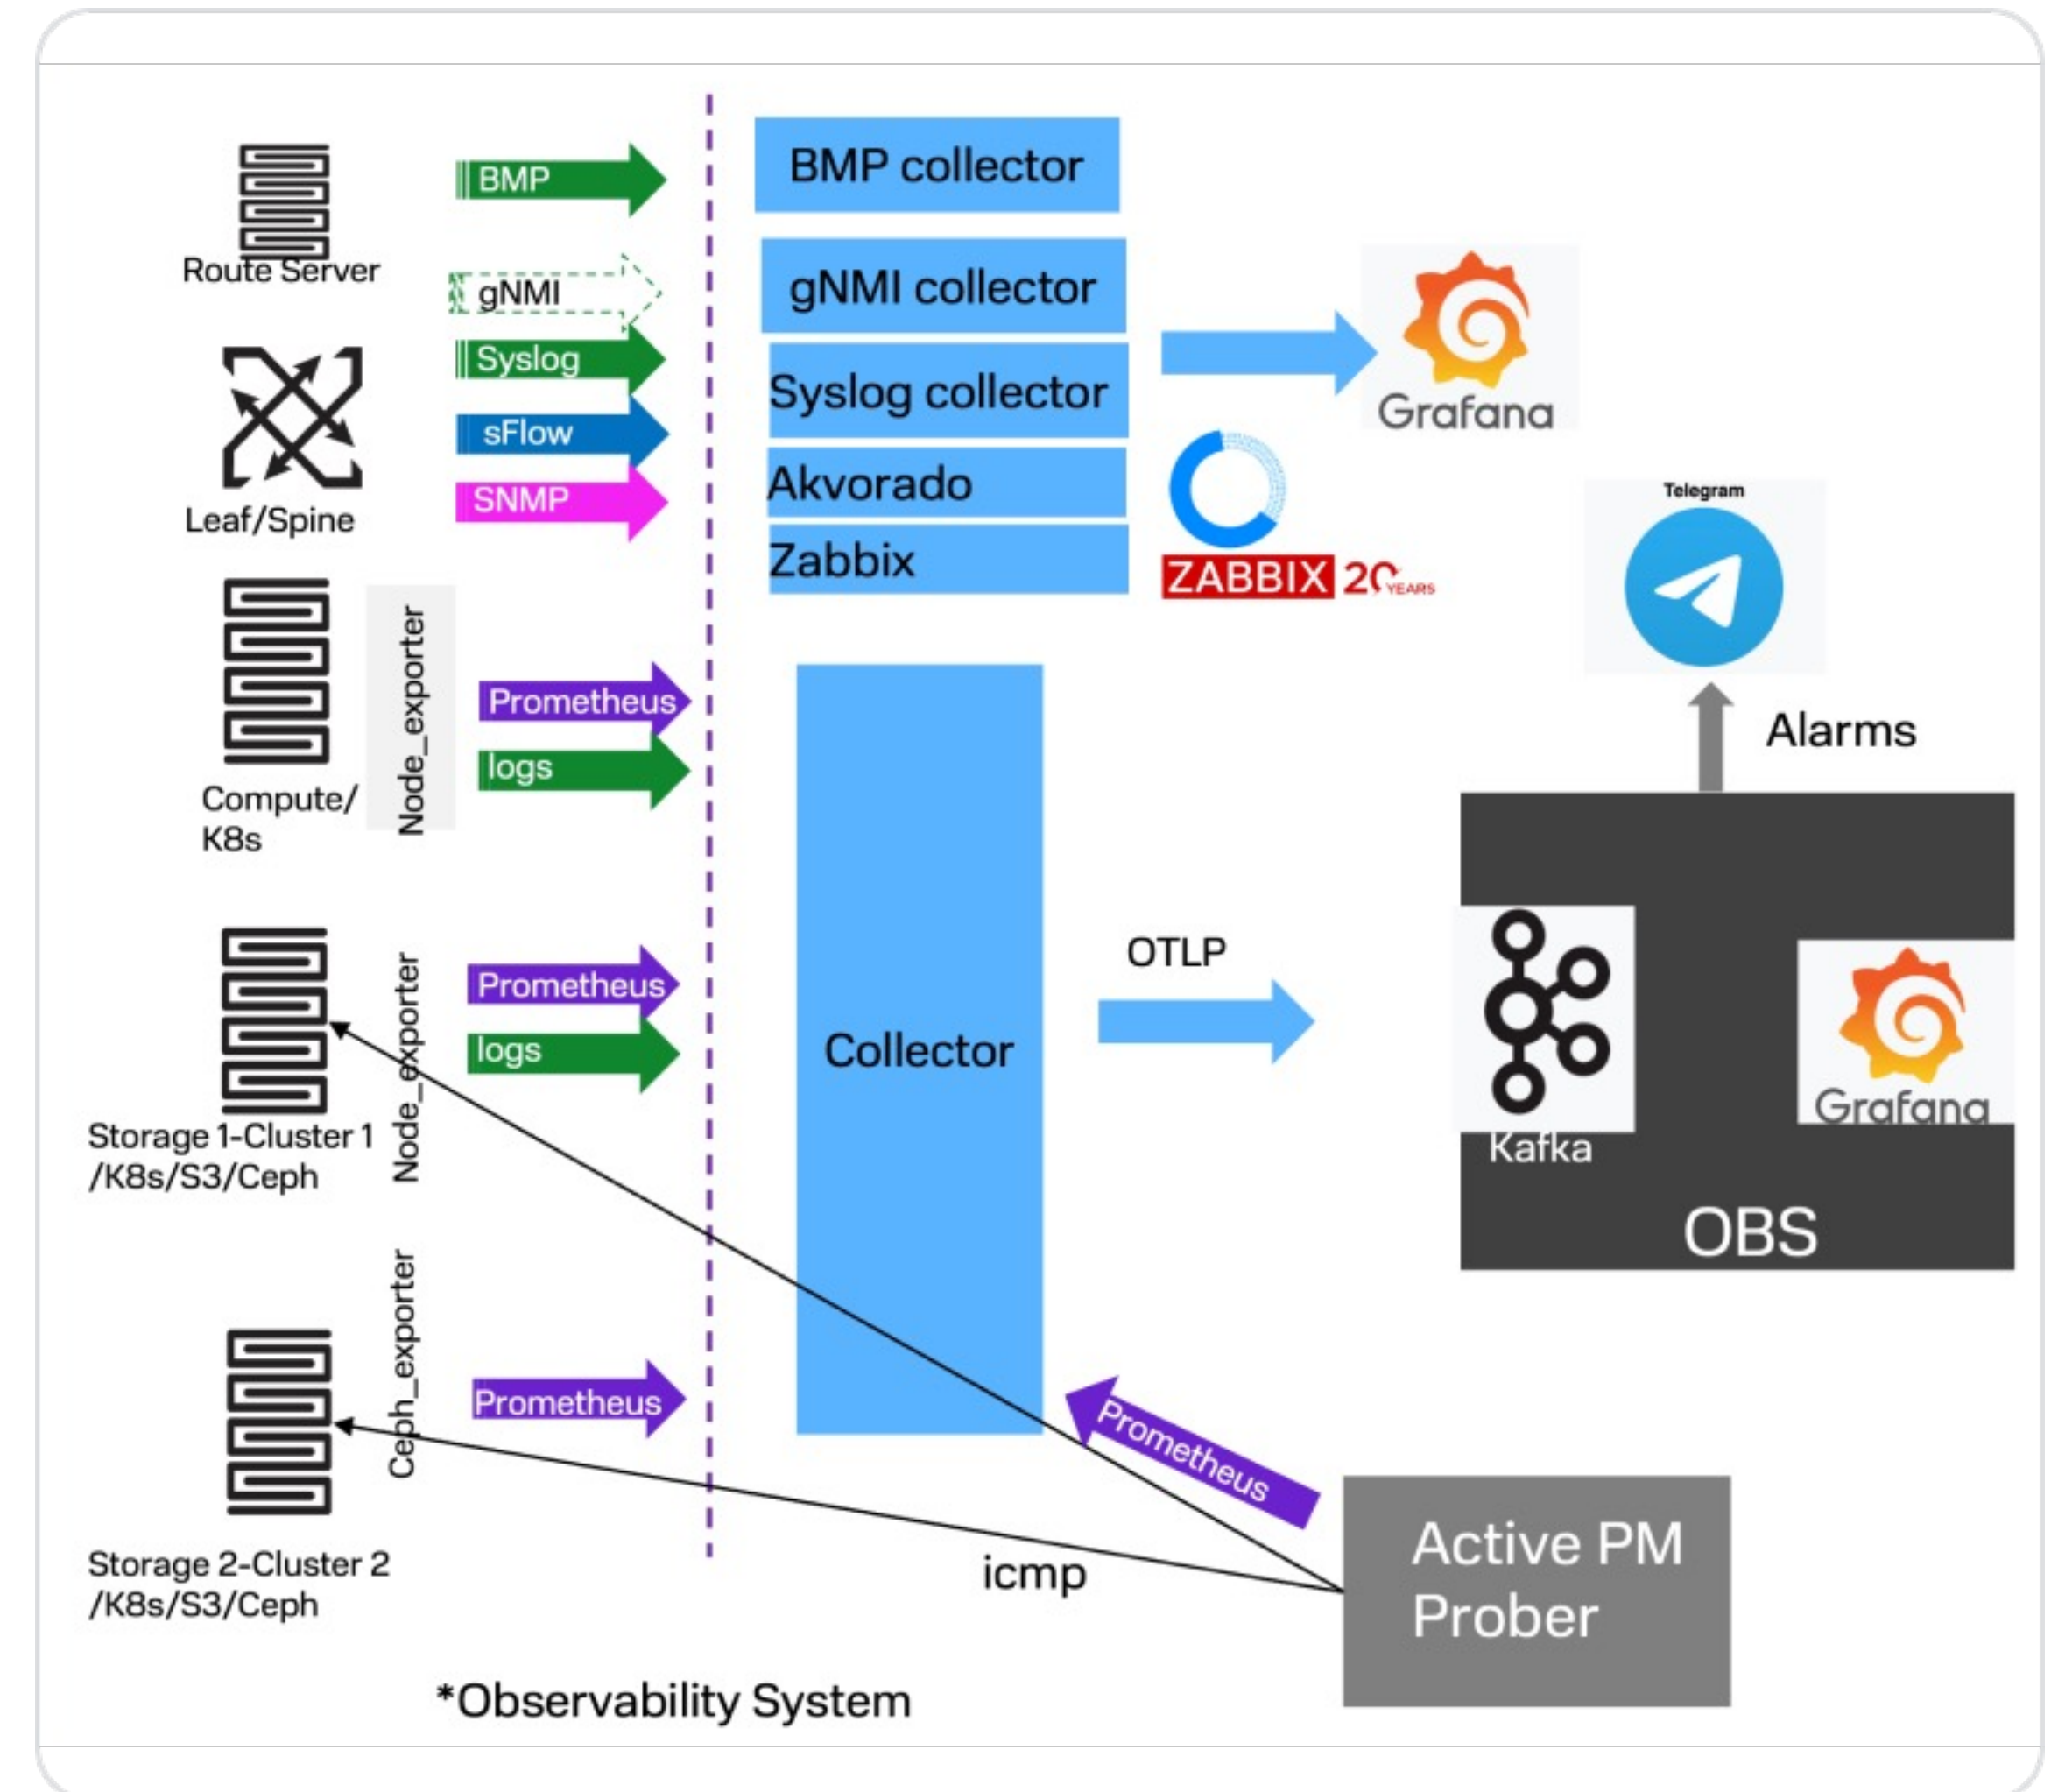 BMP
BMP collector
Route Server
gNMI
gNMI collector
Syslog
Syslog collector
Grafana
sFlow
Akvorado
SNMP
Leaf/Spine
Zabbix
ZABBIX 20 YEARS
Telegram
Node_exporter
Prometheus
logs
Compute/
K8s
Alarms
Node_exporter
Prometheus
logs
Storage 1-Cluster 1
/K8s/S3/Ceph
Collector
OTLP
Kafka
Grafana
OBS
Ceph_exporter
Prometheus
Prometheus
Storage 2-Cluster 2
/K8s/S3/Ceph
icmp
Active PM
Prober
*Observability System